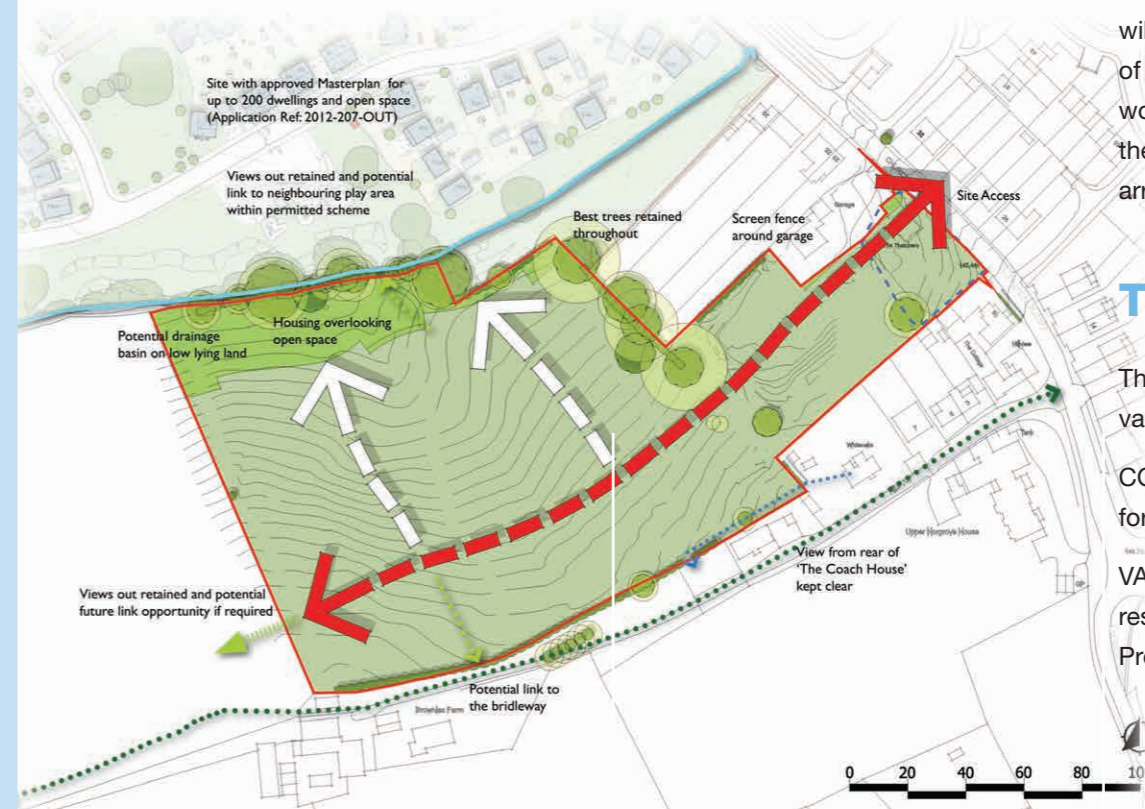 Site with approved Masterplan for
up to 200 dwellings and open space
(Application Ref: 2012-207-OUT)
Views out retained and potential
link to neighbouring play area
within permitted scheme
Best trees retained
throughout
Screen fence
around garage
Site Access
Garage
Potential drainage
basin on low lying land
Housing overlooking
open space
The Cottage
Whiteoaks
Upper Horgrove House
View from rear of
'The Coach House'
kept clear
Views out retained and potential
future link opportunity if required
Potential link to
the bridleway
0 20 40 60 80 10
wil
of
wo
the
arr
T
Th
va
CO
for
VA
res
Pro